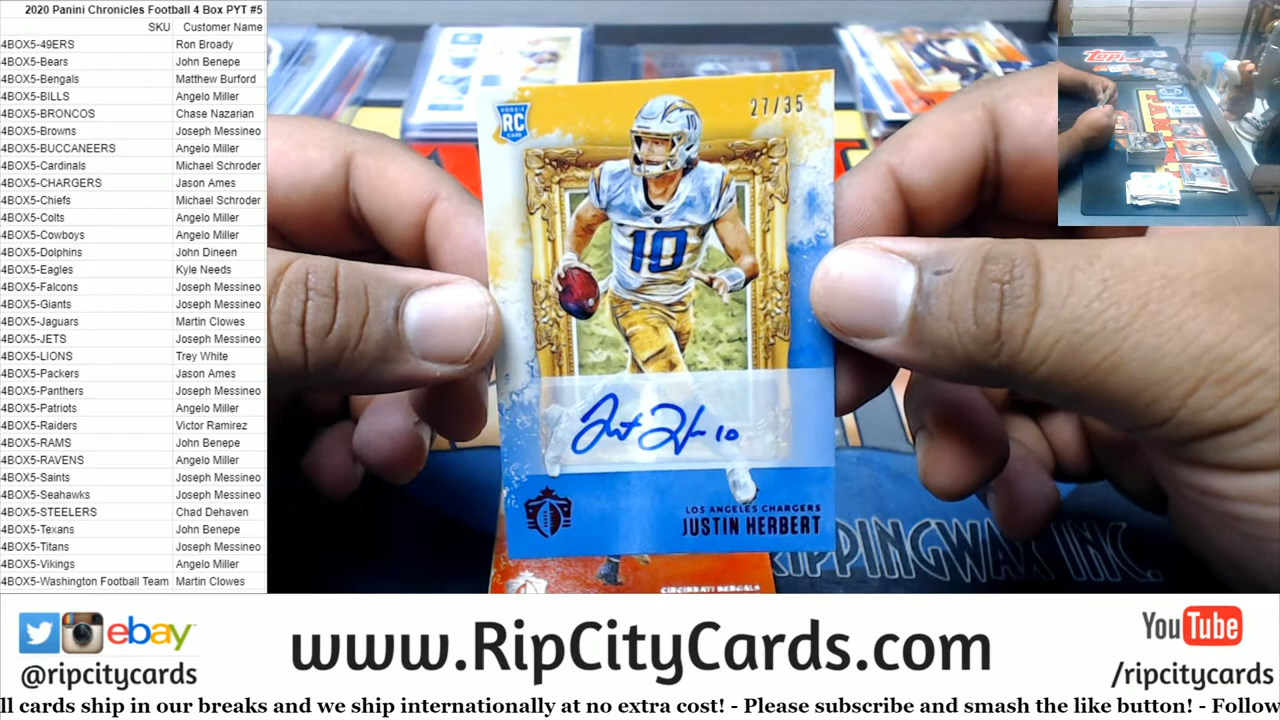 2020 Panini Chronicles Football 4 Box PYT #5
SKU Customer Name
4BOX5-49ERS Ron Broady
4BOX5-Bears John Benepe
4BOX5-Bengals Matthew Burford
4BOX5-BILLS Angelo Miller
4BOX5-BRONCOS Chase Nazarian
4BOX5-Browns Joseph Messineo
4BOX5-BUCCANEERS Angelo Miller
4BOX5-Cardinals Michael Schroder
4BOX5-CHARGERS Jason Ames
4BOX5-Chiefs Michael Schroder
4BOX5-Colts Angelo Miller
4BOX5-Cowboys Angelo Miller
4BOX5-Dolphins John Dineen
4BOX5-Eagles Kyle Needs
4BOX5-Falcons Joseph Messineo
4BOX5-Giants Joseph Messineo
4BOX5-Jaguars Martin Clowes
4BOX5-JETS Joseph Messineo
4BOX5-LIONS Trey White
4BOX5-Packers Jason Ames
4BOX5-Panthers Joseph Messineo
4BOX5-Patriots Angelo Miller
4BOX5-Raiders Victor Ramirez
4BOX5-RAMS John Benepe
4BOX5-RAVENS Angelo Miller
4BOX5-Saints Joseph Messineo
4BOX5-Seahawks Joseph Messineo
4BOX5-STEELERS Chad Dehaven
4BOX5-Texans John Benepe
4BOX5-Titans Joseph Messineo
4BOX5-Vikings Angelo Miller
4BOX5-Washington Football Team Martin Clowes
ROOKIE
RC
CARD
27/35
10
10
10
LOS ANGELES CHARGERS
JUSTIN HERBERT
CINCINNATI BENGALS
RIPPINGWAX INC.
Topps
ebay
@ripcitycards
www.RipCityCards.com
YouTube
/ripcitycards
ll cards ship in our breaks and we ship internationally at no extra cost! - Please subscribe and smash the like button! - Follow